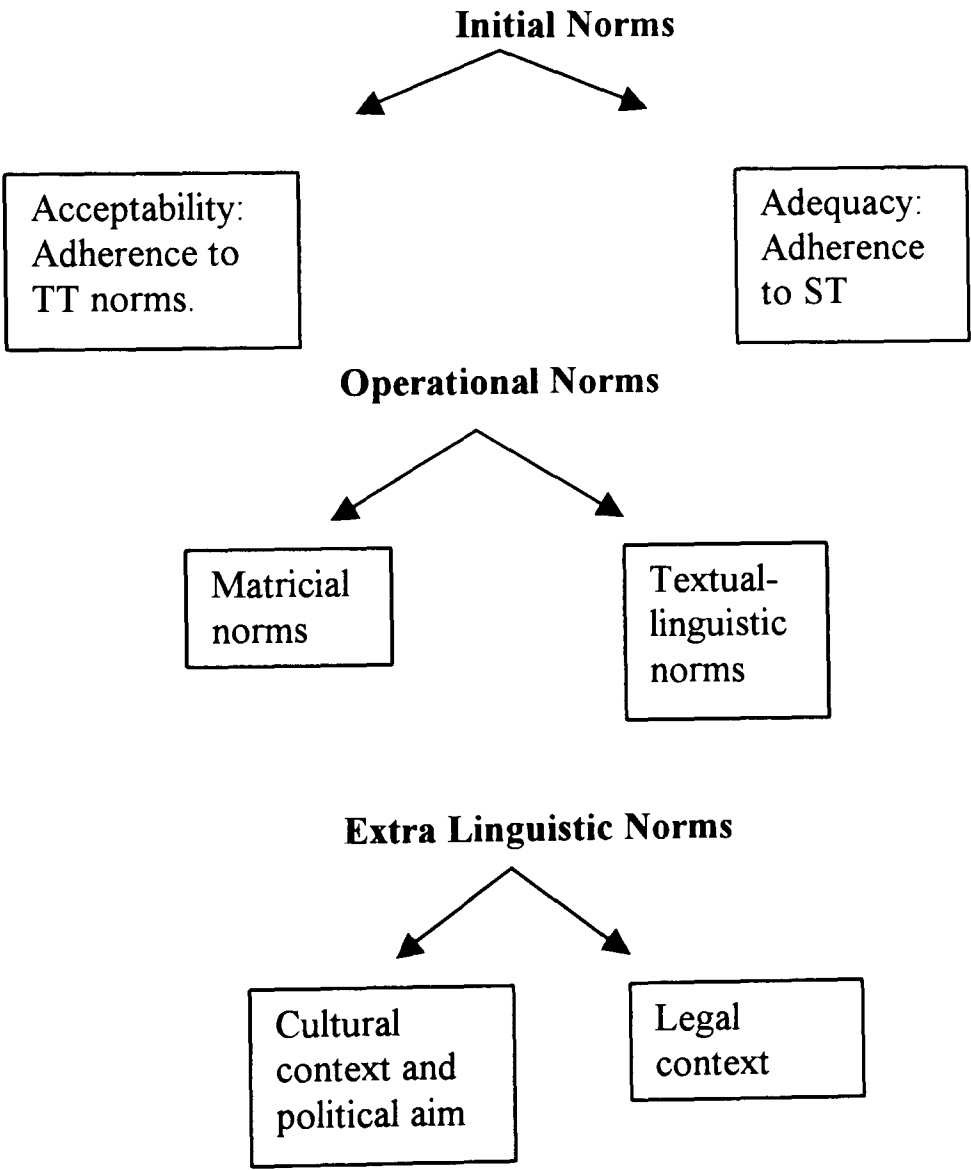 Initial Norms
Acceptability:
Adherence to
TT norms.
Adequacy:
Adherence
to ST
Operational Norms
Matricial
norms
Textual-
linguistic
norms
Extra Linguistic Norms
Cultural
context and
political aim
Legal
context